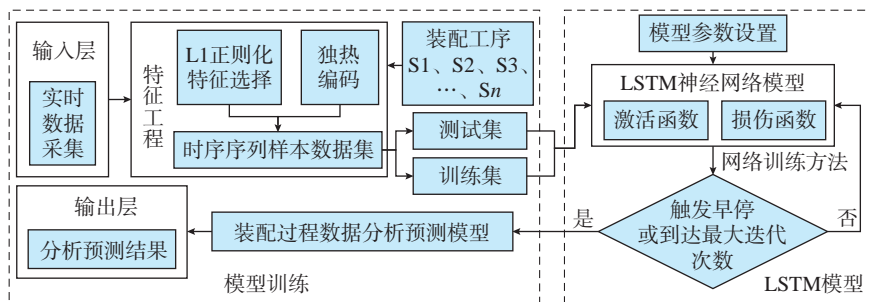 输入层
实时
数据
采集
特征工程
L1正则化
特征选择
独热
编码
时序序列样本数据集
装配工序
S1、S2、S3、
…、Sn
测试集
训练集
输出层
分析预测结果
装配过程数据分析预测模型
模型训练
模型参数设置
LSTM神经网络模型
激活函数
损伤函数
网络训练方法
触发早停
或到达最大迭代
次数
是
否
LSTM模型